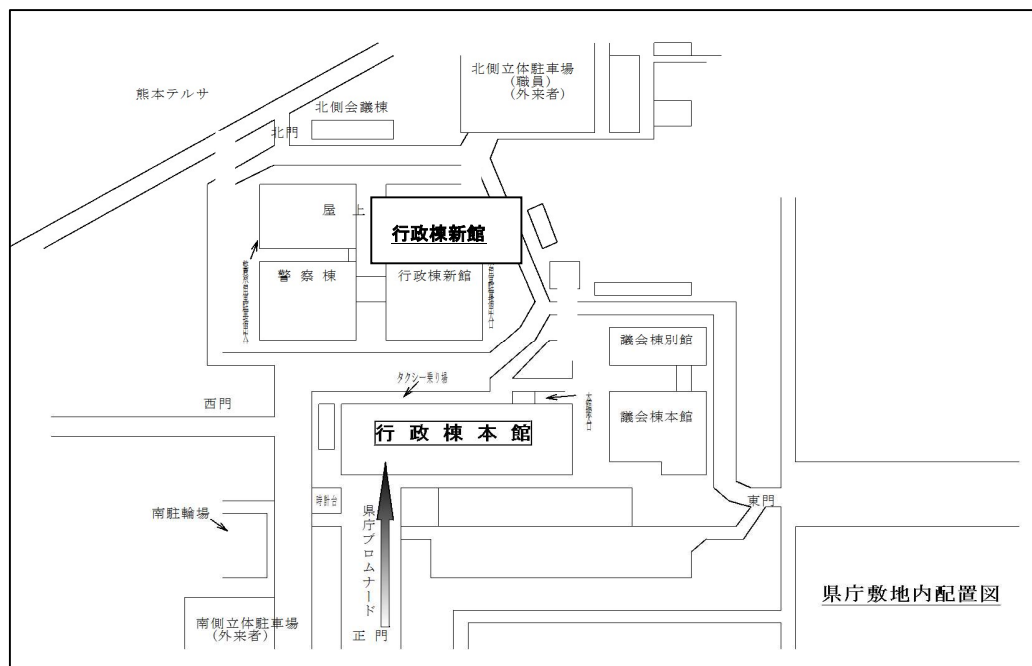 北側立体駐車場
(職員)
(外来者)
熊本テルサ
北側会議棟
北門
屋上
行政棟新館
警察棟
行政棟新館
議会棟別館
タクシー乗り場
西門
議会棟本館
行政棟本館
時計台
東門
南駐輪場
県庁プロムナード
県庁敷地内配置図
南側立体駐車場
(外来者)
正門